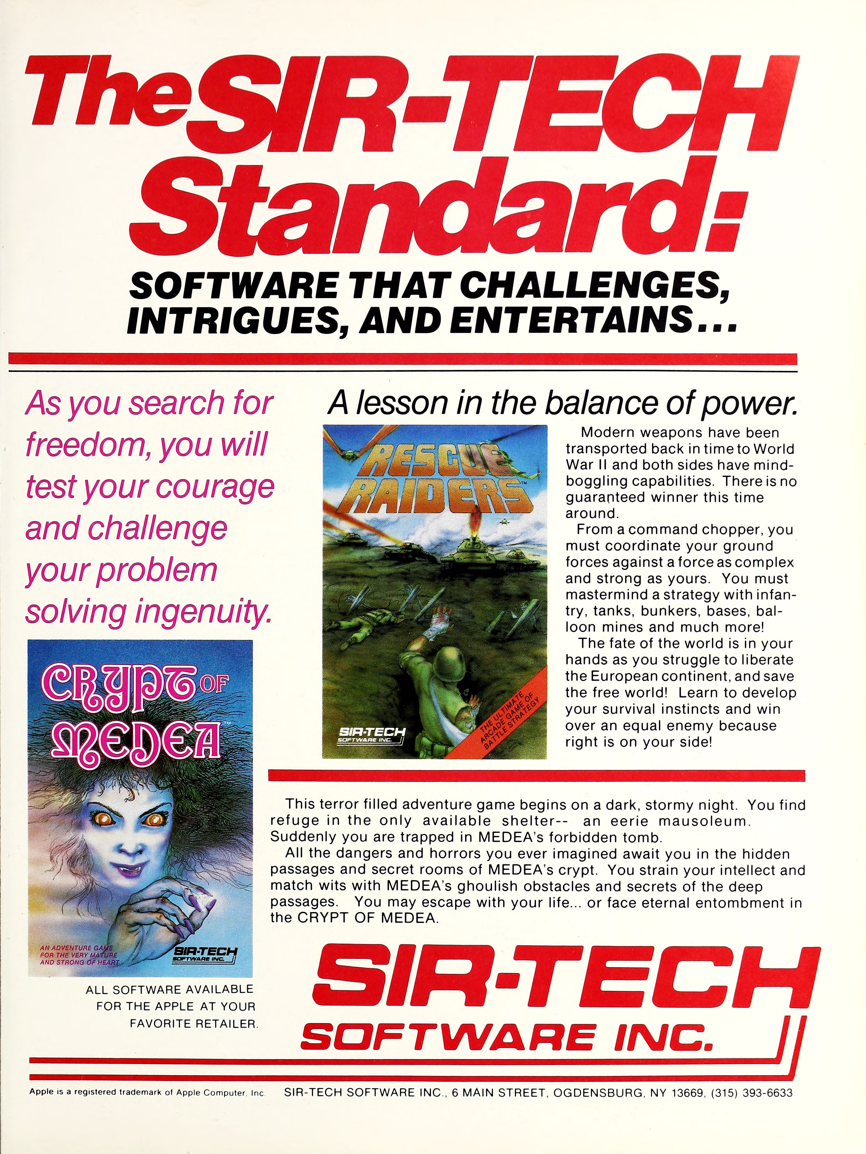 The SIR-TECH
Standard:
SOFTWARE THAT CHALLENGES,
INTRIGUES, AND ENTERTAINS...
As you search for
freedom, you will
test your courage
and challenge
your problem
solving ingenuity.
CRYPT OF
MEDEA™
AN ADVENTURE GAME
FOR THE VERY MATURE
AND STRONG OF HEART
SIR-TECH
SOFTWARE INC.
ALL SOFTWARE AVAILABLE
FOR THE APPLE AT YOUR
FAVORITE RETAILER.
A lesson in the balance of power.
RESCUE
RAIDERS™
SIR-TECH
SOFTWARE INC.
THE ULTIMATE
ARCADE GAME OF
BATTLE STRATEGY
Modern weapons have been
transported back in time to World
War II and both sides have mind-
boggling capabilities. There is no
guaranteed winner this time
around.
From a command chopper, you
must coordinate your ground
forces against a force as complex
and strong as yours. You must
mastermind a strategy with infan-
try, tanks, bunkers, bases, bal-
loon mines and much more!
The fate of the world is in your
hands as you struggle to liberate
the European continent, and save
the free world! Learn to develop
your survival instincts and win
over an equal enemy because
right is on your side!
This terror filled adventure game begins on a dark, stormy night. You find
refuge in the only available shelter-- an eerie mausoleum.
Suddenly you are trapped in MEDEA's forbidden tomb.
All the dangers and horrors you ever imagined await you in the hidden
passages and secret rooms of MEDEA's crypt. You strain your intellect and
match wits with MEDEA's ghoulish obstacles and secrets of the deep
passages. You may escape with your life... or face eternal entombment in
the CRYPT OF MEDEA.
SIR-TECH
SOFTWARE INC.
Apple is a registered trademark of Apple Computer. Inc.
SIR-TECH SOFTWARE INC., 6 MAIN STREET, OGDENSBURG, NY 13669, (315) 393-6633